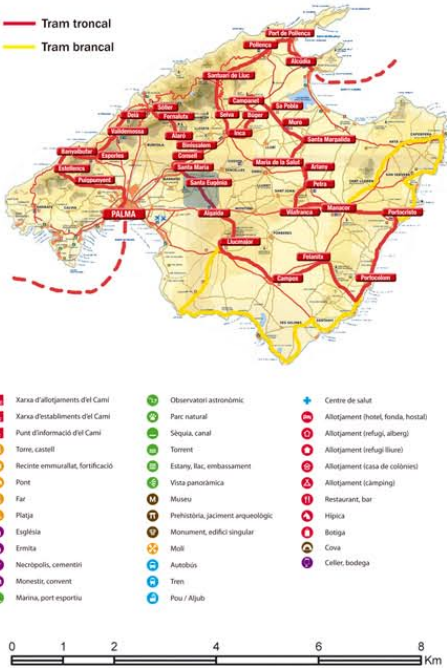 Tram troncal
Tram brancal
Port de Pollença
Pollença
Alcúdia
Santuari de Lluc
Campanet
Sa Pobla
Sóller
Selva
Búger
Muro
Deià
Fornalutx
Valldemossa
Alaró
Inca
Santa Margalida
Binissalem
Banyalbufar
Esporles
Consell
Maria de la Salut
Ariany
Estellencs
Santa Maria
Puigpunyent
Santa Eugènia
Petra
PALMA
Algaida
Vilafranca
Manacor
Portocristo
Llucmajor
Felanitx
Campos
Portocolom
Xarxa d'allotjaments d'el Camí
Xarxa d'establiments d'el Camí
Punt d'informació d'el Camí
Torre, castell
Recinte emmurallat, fortificació
Pont
Far
Platja
Església
Ermita
Necròpolis, cementiri
Monestir, convent
Marina, port esportiu
Observatori astronòmic
Parc natural
Sèquia, canal
Torrent
Estany, llac, embassament
Vista panoràmica
M Museu
Prehistòria, jaciment arqueològic
Monument, edifici singular
Molí
Autobús
Tren
Pou / Aljub
Centre de salut
Allotjament (hotel, fonda, hostal)
Allotjament (refugi, alberg)
Allotjament (refugi lliure)
Allotjament (casa de colònies)
Allotjament (càmping)
Restaurant, bar
Hípica
Botiga
Cova
Celler, bodega
0 1 2 4 6 8
Km